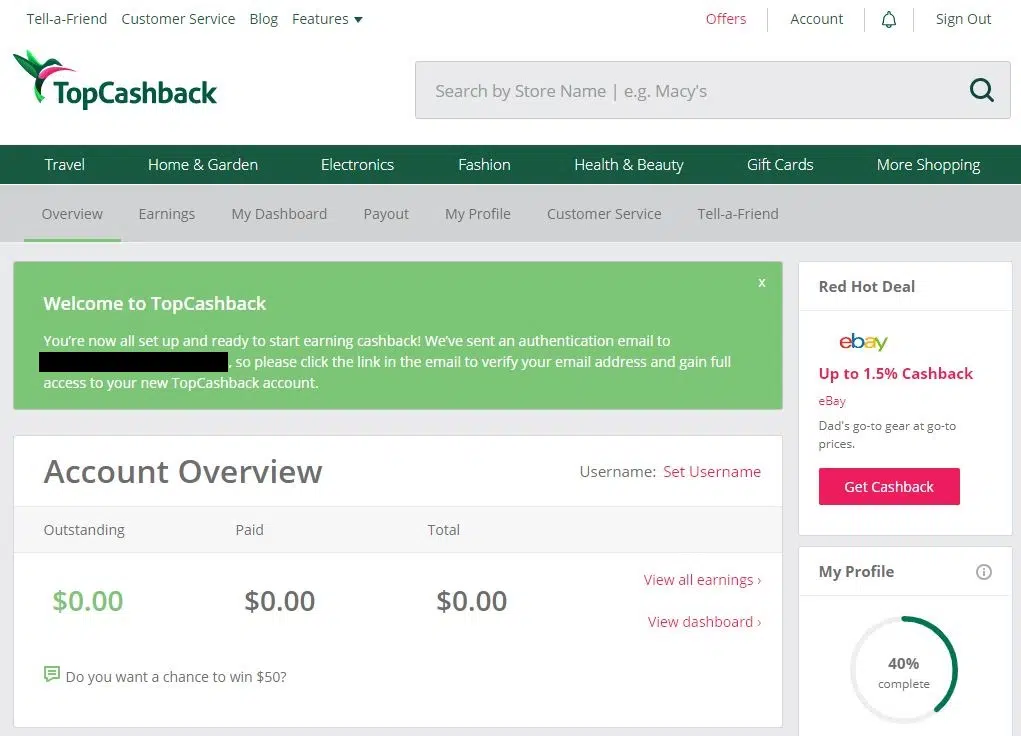 Tell-a-Friend Customer Service Blog Features
Offers Account Sign Out
TopCashback
Search by Store Name | e.g. Macy's
Travel Home & Garden Electronics Fashion Health & Beauty Gift Cards More Shopping
Overview Earnings My Dashboard Payout My Profile Customer Service Tell-a-Friend
x
Welcome to TopCashback
You're now all set up and ready to start earning cashback! We've sent an authentication email to
, so please click the link in the email to verify your email address and gain full
access to your new TopCashback account.
Account Overview
Username: Set Username
Outstanding Paid Total
$0.00 $0.00 $0.00
View all earnings ›
View dashboard ›
Do you want a chance to win $50?
Red Hot Deal
ebay
Up to 1.5% Cashback
eBay
Dad's go-to gear at go-to
prices.
Get Cashback
My Profile
40%
complete